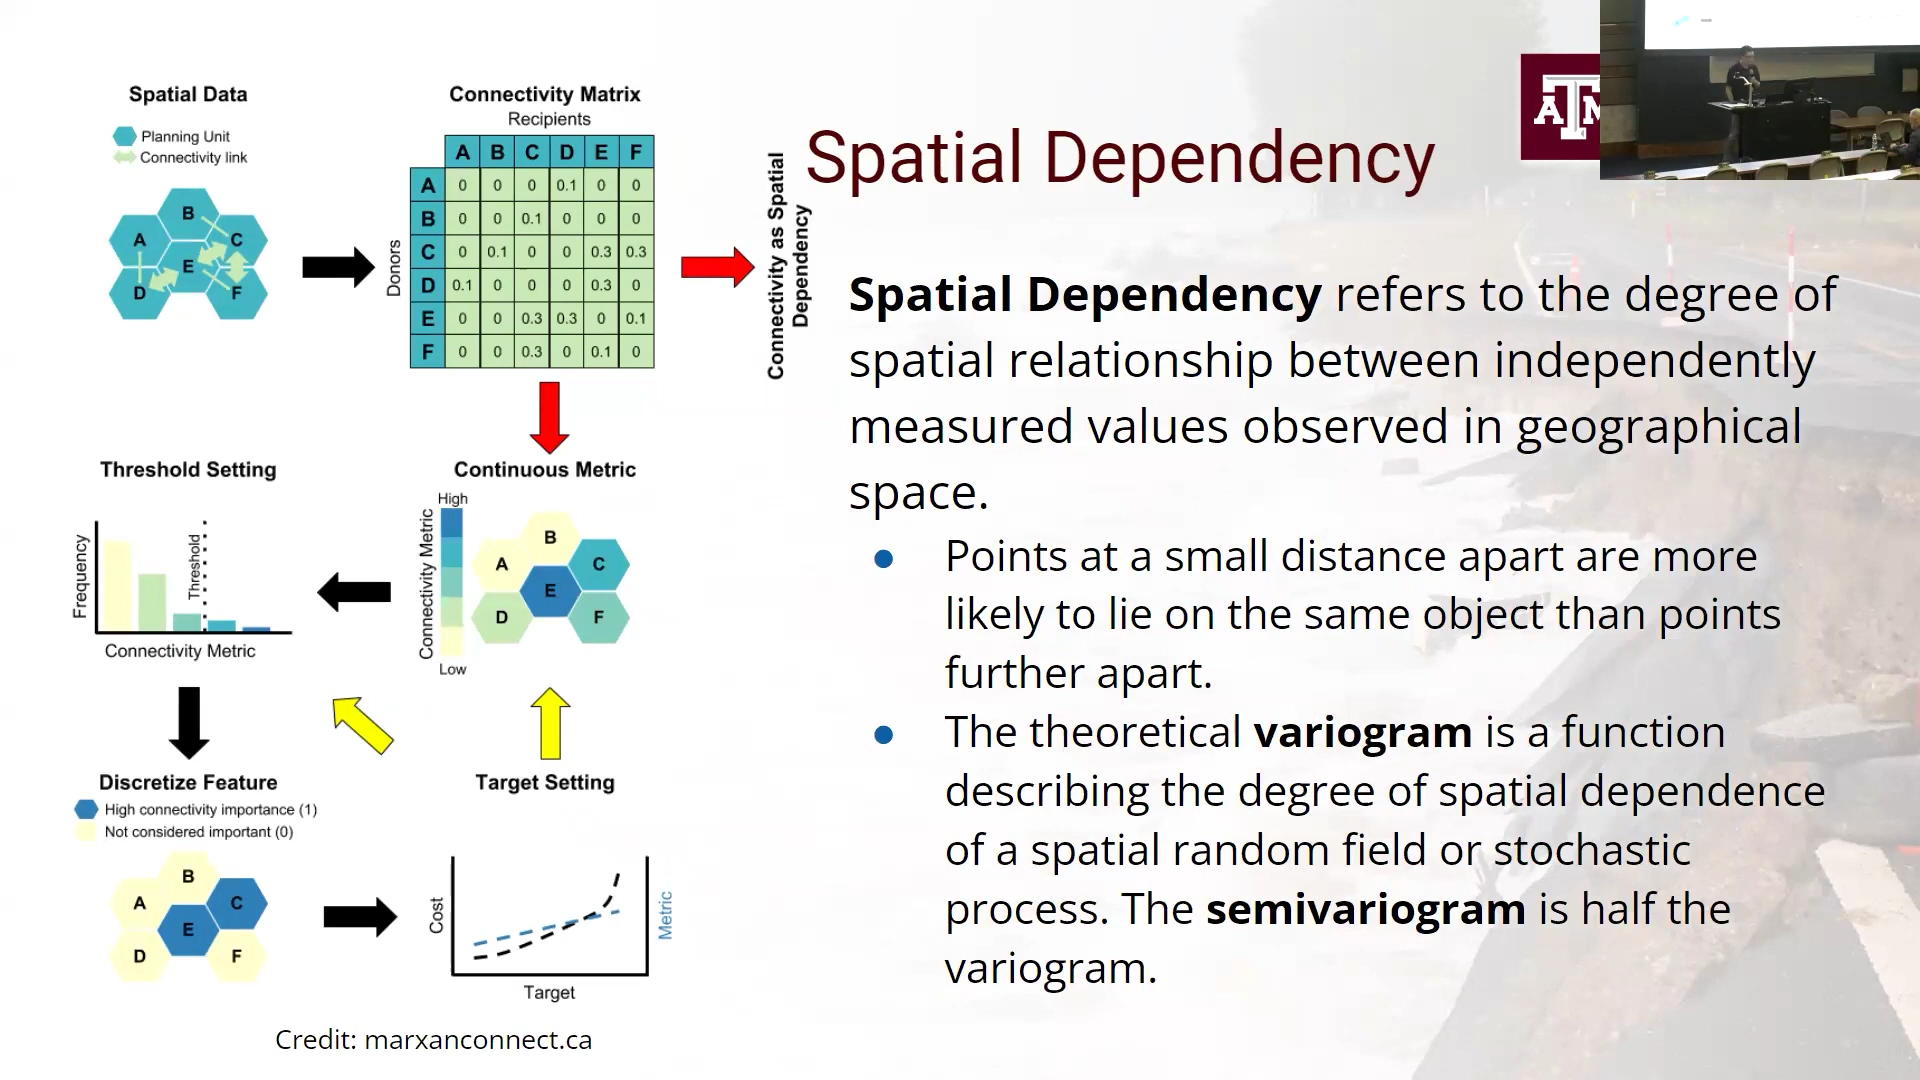 Spatial Dependency
Spatial Data
Planning Unit
Connectivity link
B
A
C
E
D
F
Connectivity Matrix
Recipients
Donors
A B C D E F
A 0 0 0 0.1 0 0
B 0 0 0.1 0 0 0
C 0 0.1 0 0 0.3 0.3
D 0.1 0 0 0 0.3 0
E 0 0 0.3 0.3 0 0.1
F 0 0 0.3 0 0.1 0
Connectivity as Spatial
Dependency
Threshold Setting
Frequency
Threshold
Connectivity Metric
Continuous Metric
High
Connectivity Metric
Low
B
A
C
E
D
F
Discretize Feature
High connectivity importance (1)
Not considered important (0)
B
A
C
E
D
F
Target Setting
Cost
Metric
Target
Credit: marxanconnect.ca
Spatial Dependency refers to the degree of
spatial relationship between independently
measured values observed in geographical
space.
● Points at a small distance apart are more
likely to lie on the same object than points
further apart.
● The theoretical variogram is a function
describing the degree of spatial dependence
of a spatial random field or stochastic
process. The semivariogram is half the
variogram.
ATM